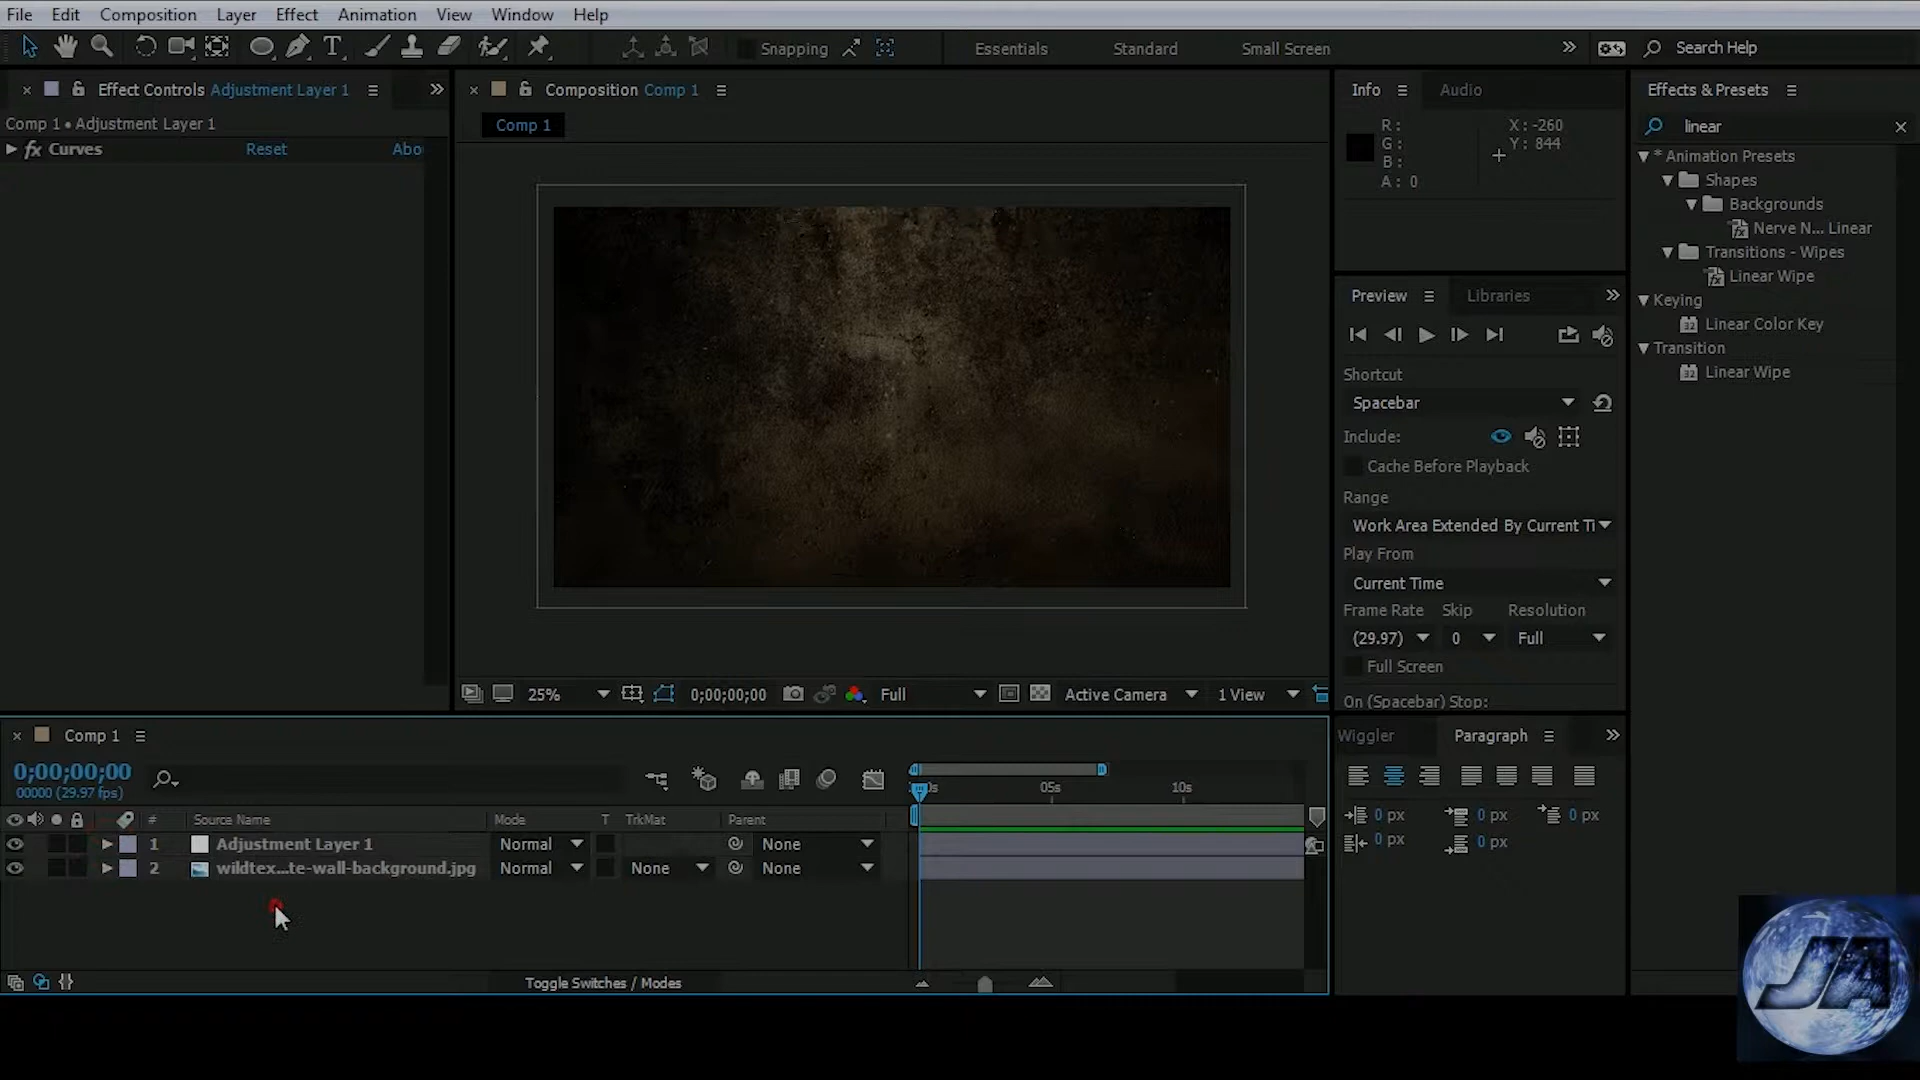 File Edit Composition Layer Effect Animation View Window Help
T Snapping Essentials Standard Small Screen Search Help
Effect Controls Adjustment Layer 1
Composition Comp 1
Info Audio
Effects & Presets
Comp 1 • Adjustment Layer 1
Comp 1
R:
G:
B:
A: 0
X: -260
Y: 844
linear
fx Curves Reset Abo
* Animation Presets
Shapes
Backgrounds
Nerve N... Linear
Transitions - Wipes
Linear Wipe
Keying
Linear Color Key
Transition
Linear Wipe
Preview Libraries
Shortcut
Spacebar
Include:
Cache Before Playback
Range
Work Area Extended By Current Ti
Play From
Current Time
Frame Rate Skip Resolution
(29.97) 0 Full
Full Screen
On (Spacebar) Stop:
25% 0;00;00;00 Full Active Camera 1 View
Comp 1
Wiggler Paragraph
0;00;00;00
00000 (29.97 fps)
0s 05s 10s
0 px 0 px 0 px
0 px 0 px
# Source Name Mode T TrkMat Parent
1 Adjustment Layer 1 Normal None
2 wildtex...te-wall-background.jpg Normal None None
Toggle Switches / Modes
JA